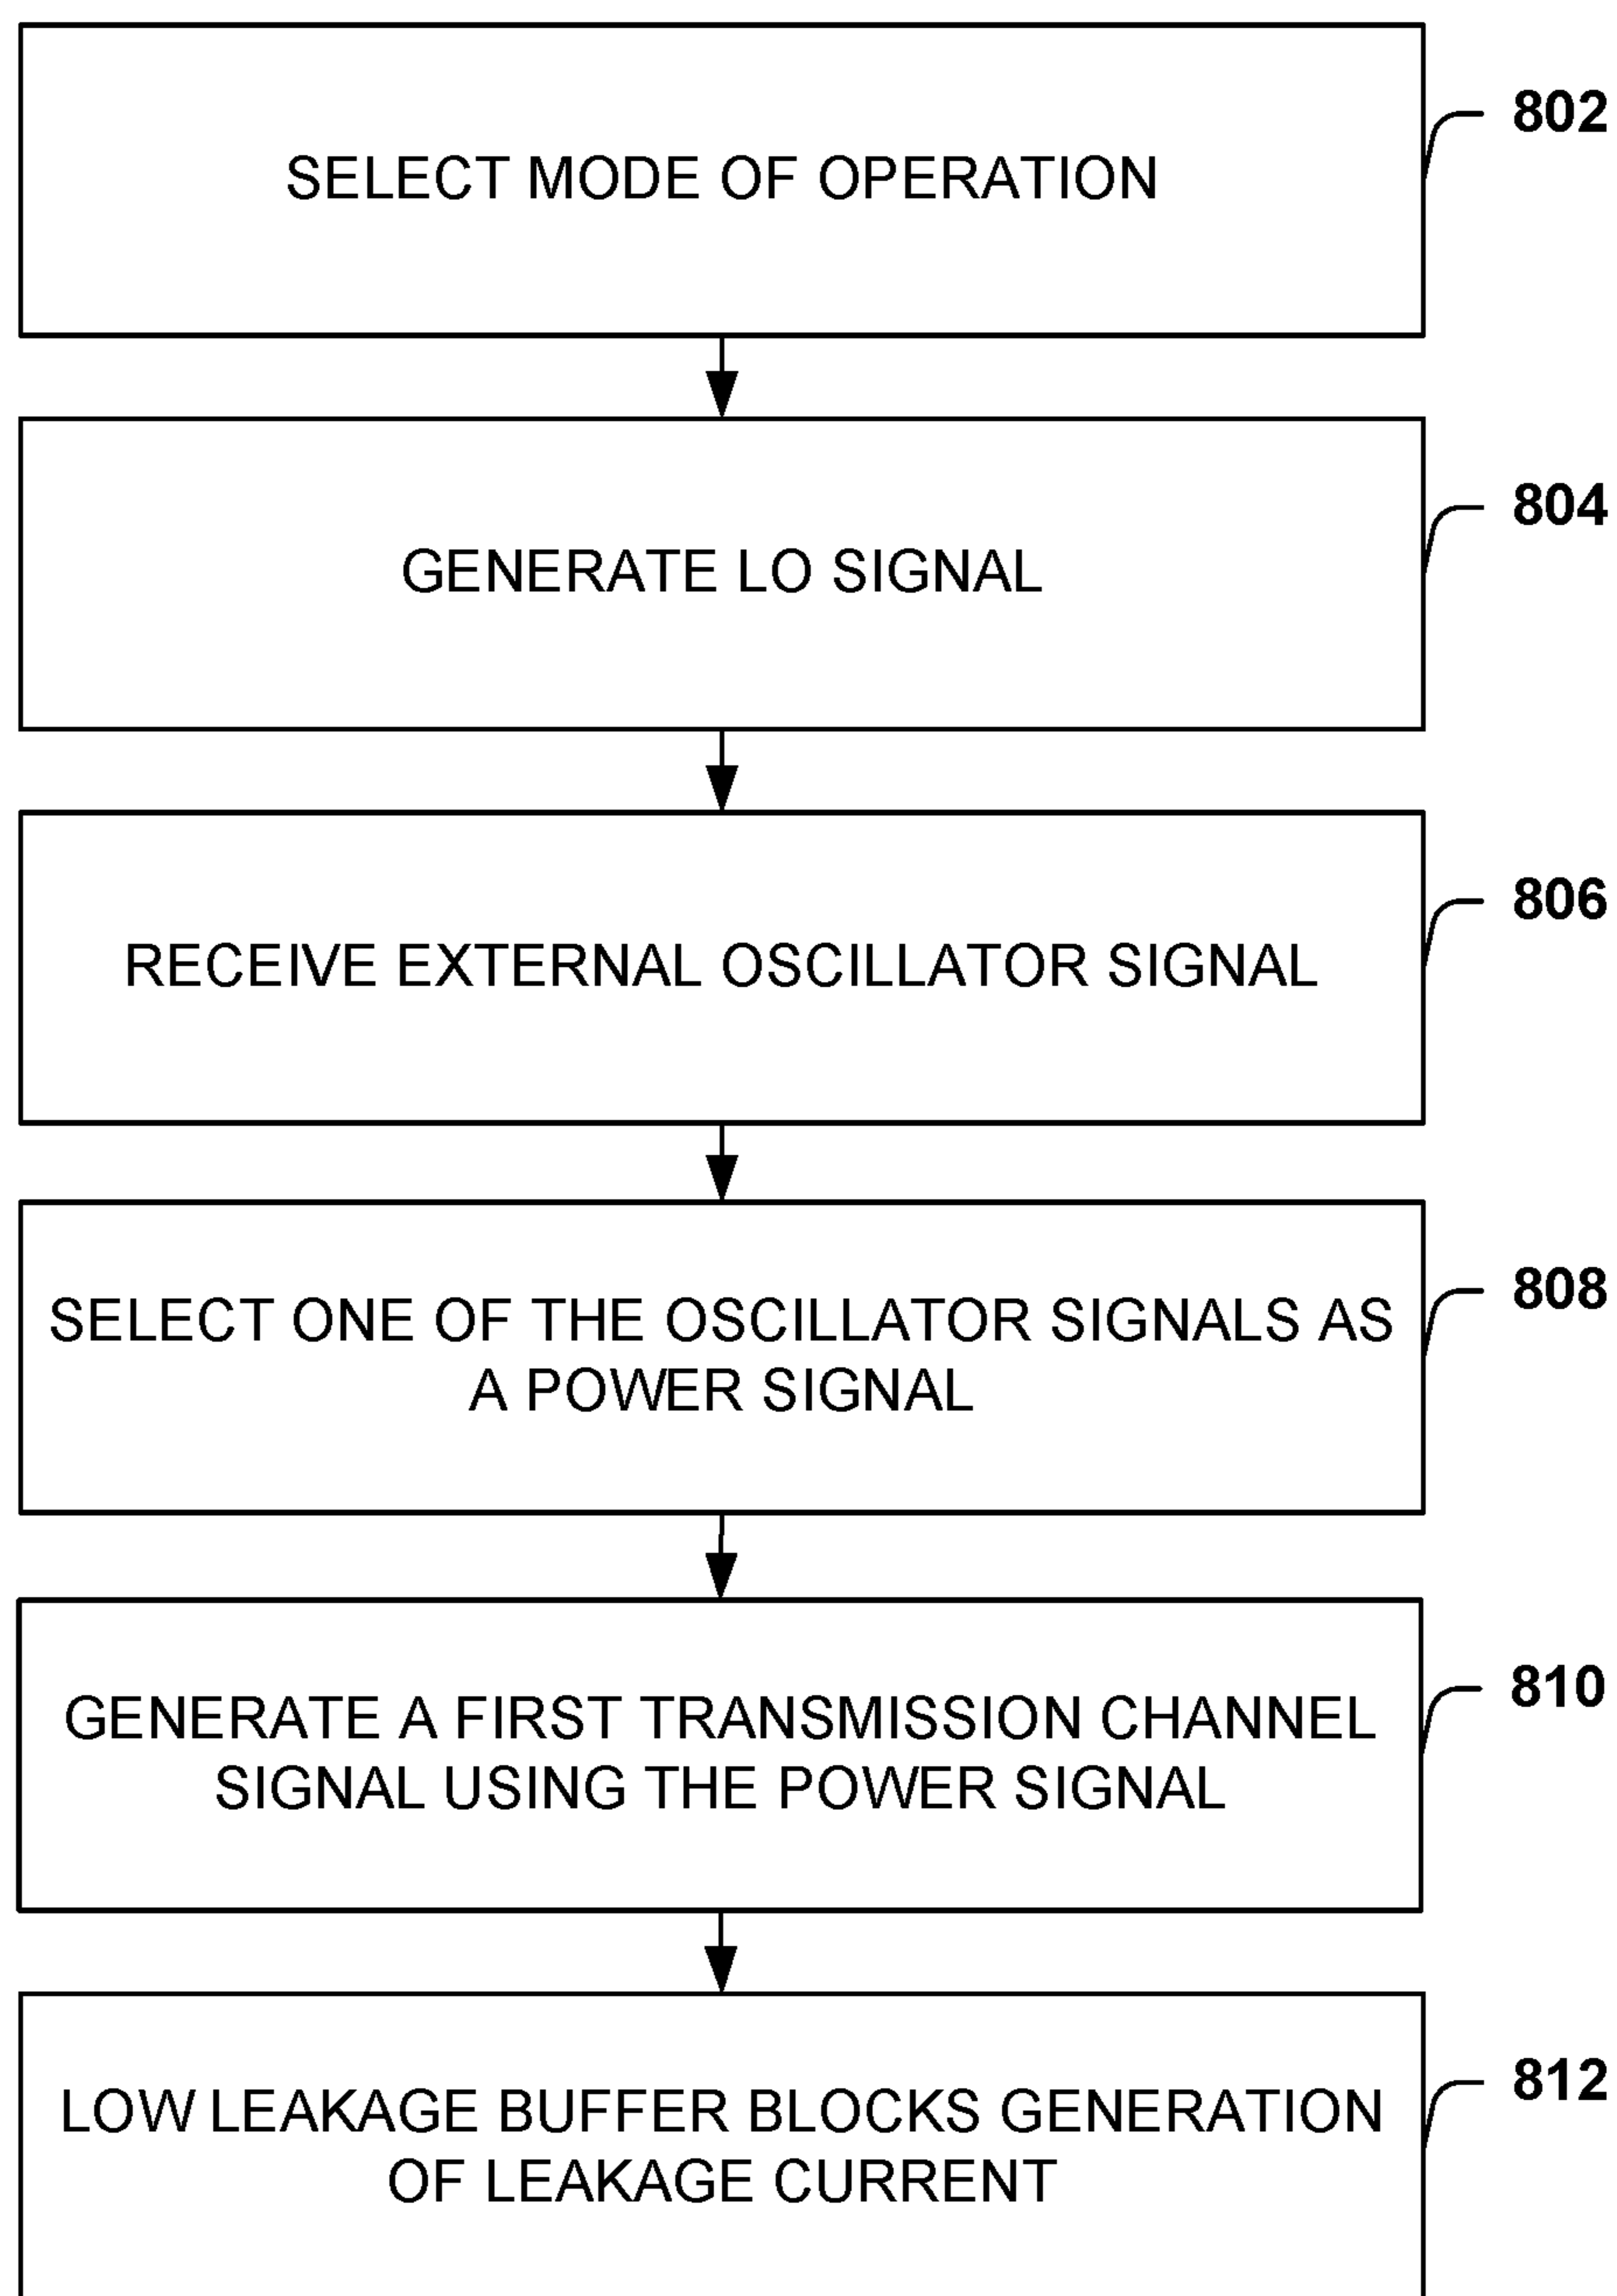 802
SELECT MODE OF OPERATION
804
GENERATE LO SIGNAL
806
RECEIVE EXTERNAL OSCILLATOR SIGNAL
808
SELECT ONE OF THE OSCILLATOR SIGNALS AS
A POWER SIGNAL
810
GENERATE A FIRST TRANSMISSION CHANNEL
SIGNAL USING THE POWER SIGNAL
812
LOW LEAKAGE BUFFER BLOCKS GENERATION
OF LEAKAGE CURRENT